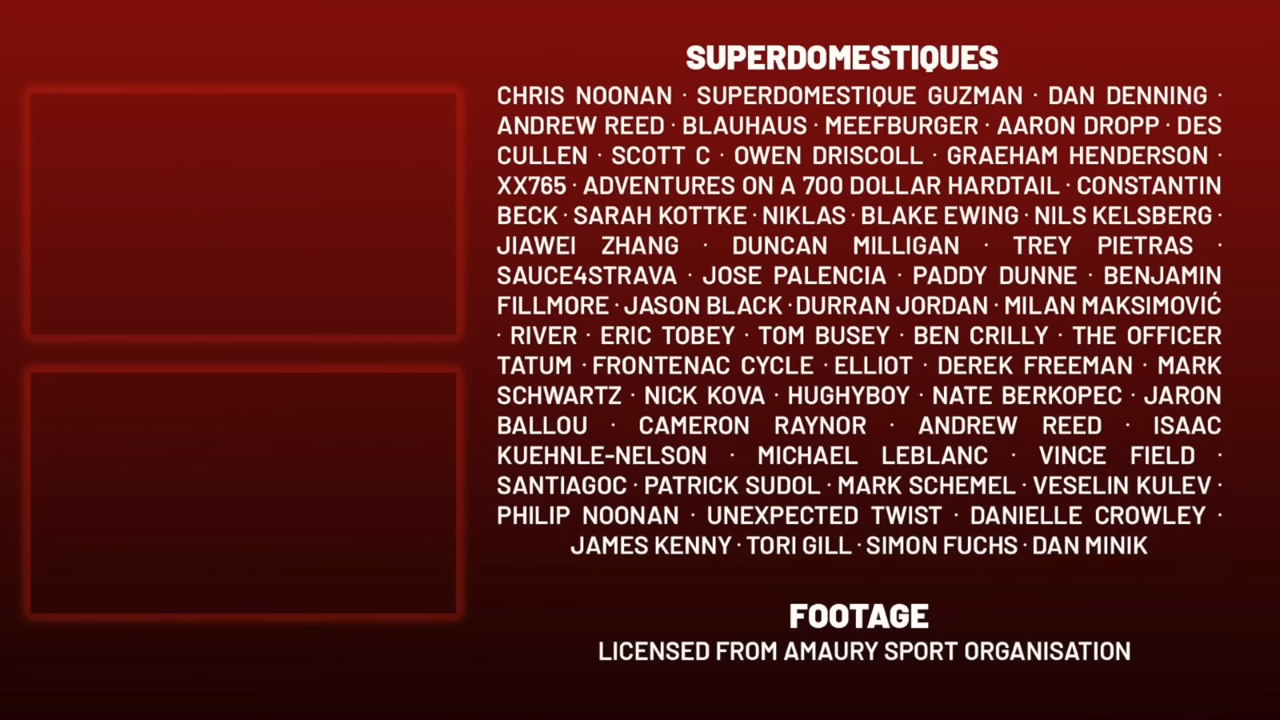 SUPERDOMESTIQUES
CHRIS NOONAN · SUPERDOMESTIQUE GUZMAN · DAN DENNING ·
ANDREW REED · BLAUHAUS · MEEFBURGER · AARON DROPP · DES
CULLEN · SCOTT C · OWEN DRISCOLL · GRAEHAM HENDERSON ·
XX765 · ADVENTURES ON A 700 DOLLAR HARDTAIL · CONSTANTIN
BECK · SARAH KOTTKE · NIKLAS · BLAKE EWING · NILS KELSBERG ·
JIAWEI ZHANG · DUNCAN MILLIGAN · TREY PIETRAS ·
SAUCE4STRAVA · JOSE PALENCIA · PADDY DUNNE · BENJAMIN
FILLMORE · JASON BLACK · DURRAN JORDAN · MILAN MAKSIMOVIĆ
· RIVER · ERIC TOBEY · TOM BUSEY · BEN CRILLY · THE OFFICER
TATUM · FRONTENAC CYCLE · ELLIOT · DEREK FREEMAN · MARK
SCHWARTZ · NICK KOVA · HUGHYBOY · NATE BERKOPEC · JARON
BALLOU · CAMERON RAYNOR · ANDREW REED · ISAAC
KUEHNLE-NELSON · MICHAEL LEBLANC · VINCE FIELD ·
SANTIAGOC · PATRICK SUDOL · MARK SCHEMEL · VESELIN KULEV ·
PHILIP NOONAN · UNEXPECTED TWIST · DANIELLE CROWLEY ·
JAMES KENNY · TORI GILL · SIMON FUCHS · DAN MINIK
FOOTAGE
LICENSED FROM AMAURY SPORT ORGANISATION